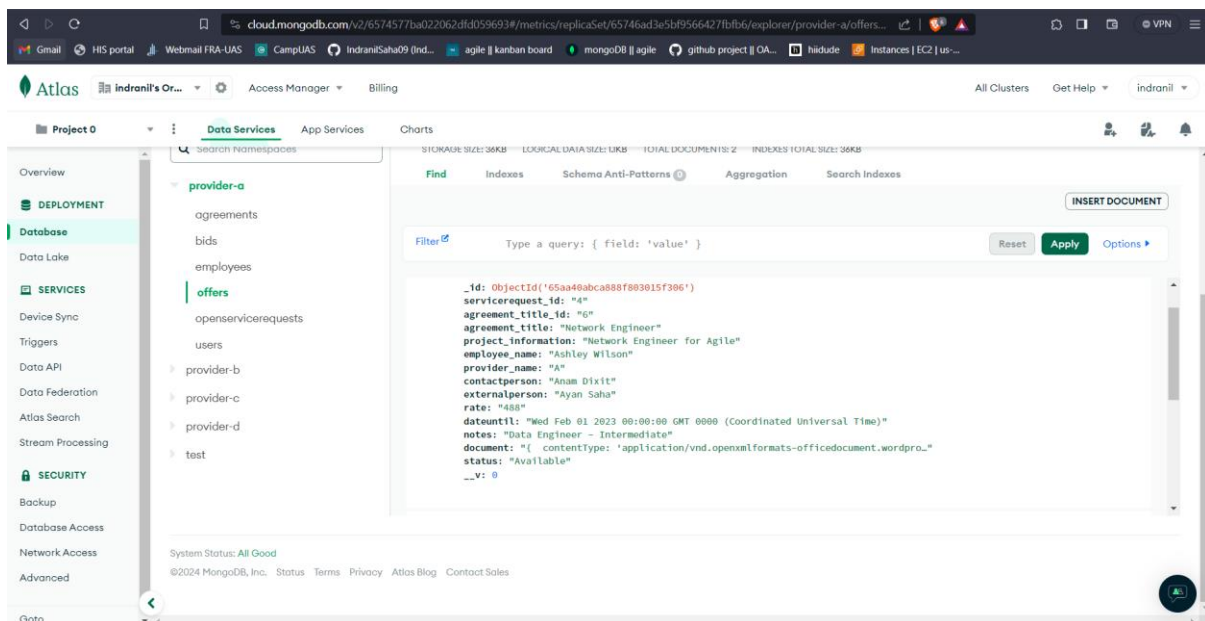 cloud.mongodb.com/v2/6574577ba022062dfd059693#/metrics/replicaSet/65746ad3e5bf9566427fbfb6/explorer/provider-a/offers...
VPN
Gmail HIS portal Webmail FRA-UAS CampUAS IndranilSaha09 (Ind... agile || kanban board mongoDB || agile github project || OA... hiidude Instances | EC2 | us-...
Atlas indranil's Or... Access Manager Billing All Clusters Get Help indranil
Project 0 Data Services App Services Charts
Search Namespaces
STORAGE SIZE: 36KB LOGICAL DATA SIZE: 0KB TOTAL DOCUMENTS: 2 INDEXES TOTAL SIZE: 36KB
Overview
DEPLOYMENT
Database
Data Lake
SERVICES
Device Sync
Triggers
Data API
Data Federation
Atlas Search
Stream Processing
SECURITY
Backup
Database Access
Network Access
Advanced
Goto
provider-a
agreements
bids
employees
offers
openservicerequests
users
provider-b
provider-c
provider-d
test
Find Indexes Schema Anti-Patterns 0 Aggregation Search Indexes
INSERT DOCUMENT
Filter Type a query: { field: 'value' } Reset Apply Options
_id: ObjectId('65aa40abca888f803015f306')
servicerequest_id: "4"
agreement_title_id: "6"
agreement_title: "Network Engineer"
project_information: "Network Engineer for Agile"
employee_name: "Ashley Wilson"
provider_name: "A"
contactperson: "Anam Dixit"
externalperson: "Ayan Saha"
rate: "488"
dateuntil: "Wed Feb 01 2023 00:00:00 GMT 0000 (Coordinated Universal Time)"
notes: "Data Engineer – Intermediate"
document: "{ contentType: 'application/vnd.openxmlformats-officedocument.wordpro…"
status: "Available"
__v: 0
System Status: All Good
©2024 MongoDB, Inc. Status Terms Privacy Atlas Blog Contact Sales